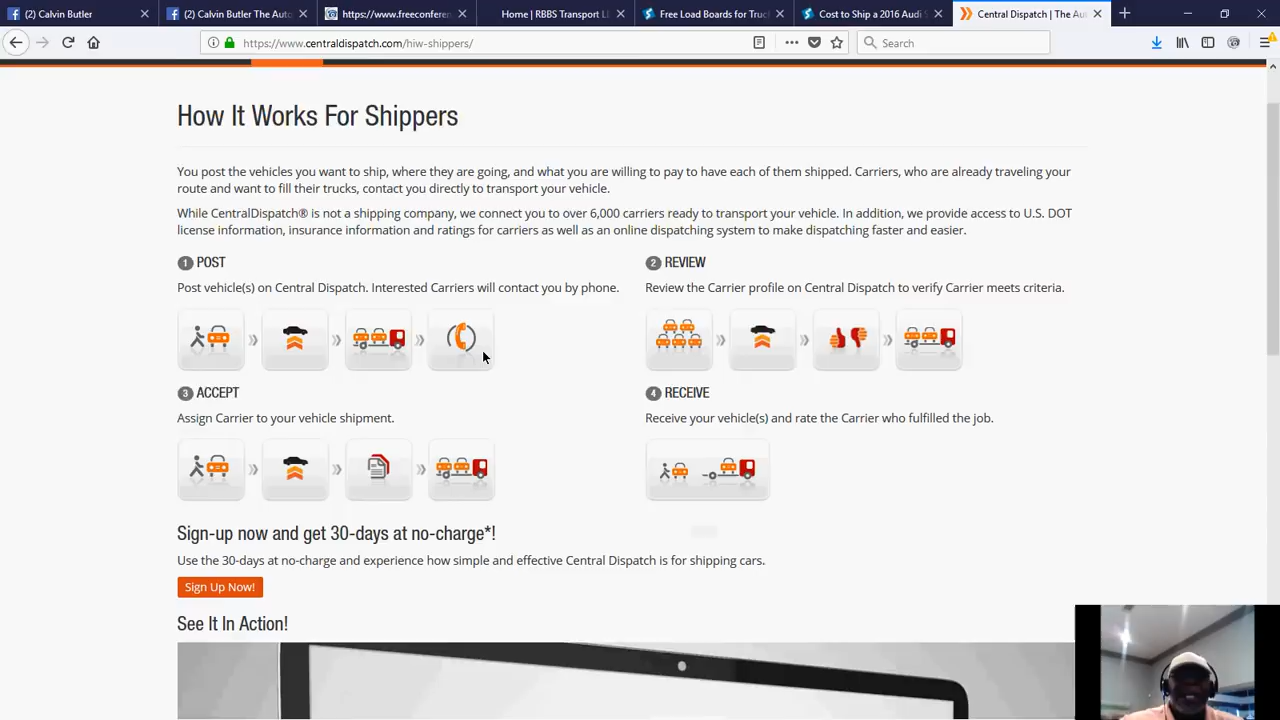 (2) Calvin Butler
(2) Calvin Butler The Auto
https://www.freeconferen
Home | RBBS Transport Ll
Free Load Boards for Truck
Cost to Ship a 2016 Audi S
Central Dispatch | The Au
https://www.centraldispatch.com/hiw-shippers/
Search
How It Works For Shippers
You post the vehicles you want to ship, where they are going, and what you are willing to pay to have each of them shipped. Carriers, who are already traveling your
route and want to fill their trucks, contact you directly to transport your vehicle.
While CentralDispatch® is not a shipping company, we connect you to over 6,000 carriers ready to transport your vehicle. In addition, we provide access to U.S. DOT
license information, insurance information and ratings for carriers as well as an online dispatching system to make dispatching faster and easier.
1 POST
Post vehicle(s) on Central Dispatch. Interested Carriers will contact you by phone.
2 REVIEW
Review the Carrier profile on Central Dispatch to verify Carrier meets criteria.
3 ACCEPT
Assign Carrier to your vehicle shipment.
4 RECEIVE
Receive your vehicle(s) and rate the Carrier who fulfilled the job.
Sign-up now and get 30-days at no-charge*!
Use the 30-days at no-charge and experience how simple and effective Central Dispatch is for shipping cars.
Sign Up Now!
See It In Action!